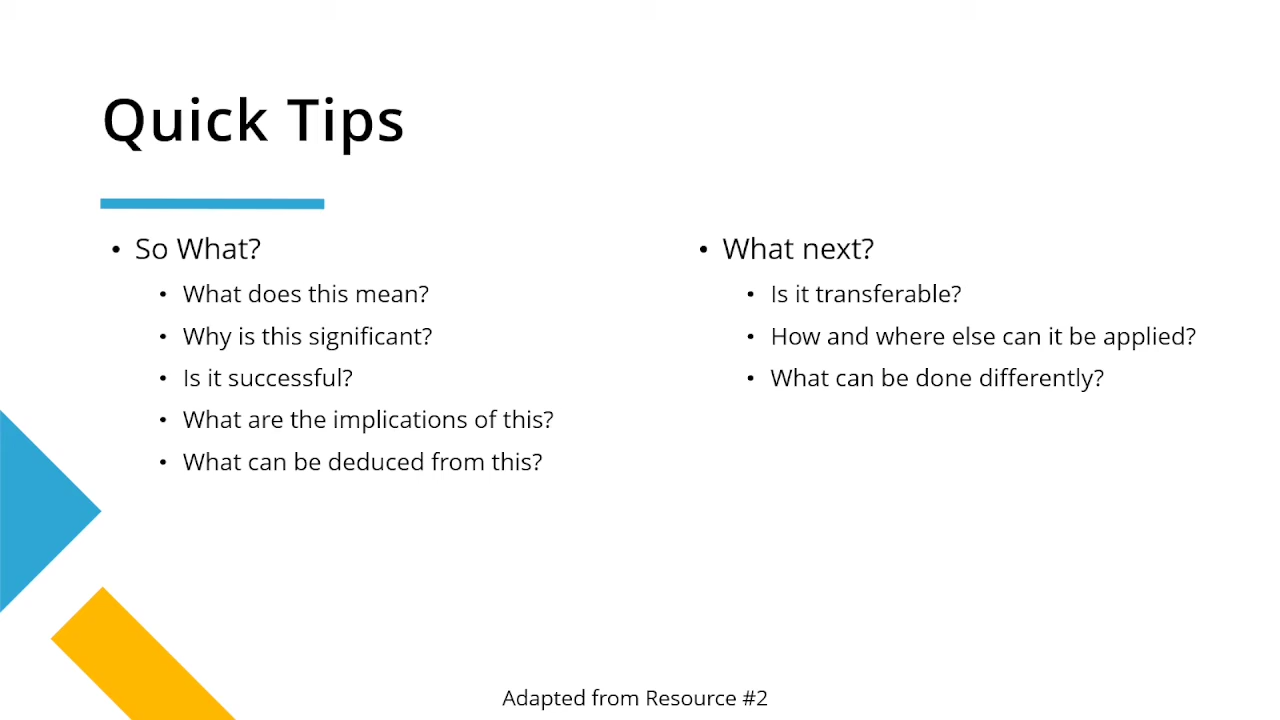 Quick Tips
• So What?
• What does this mean?
• Why is this significant?
• Is it successful?
• What are the implications of this?
• What can be deduced from this?
• What next?
• Is it transferable?
• How and where else can it be applied?
• What can be done differently?
Adapted from Resource #2